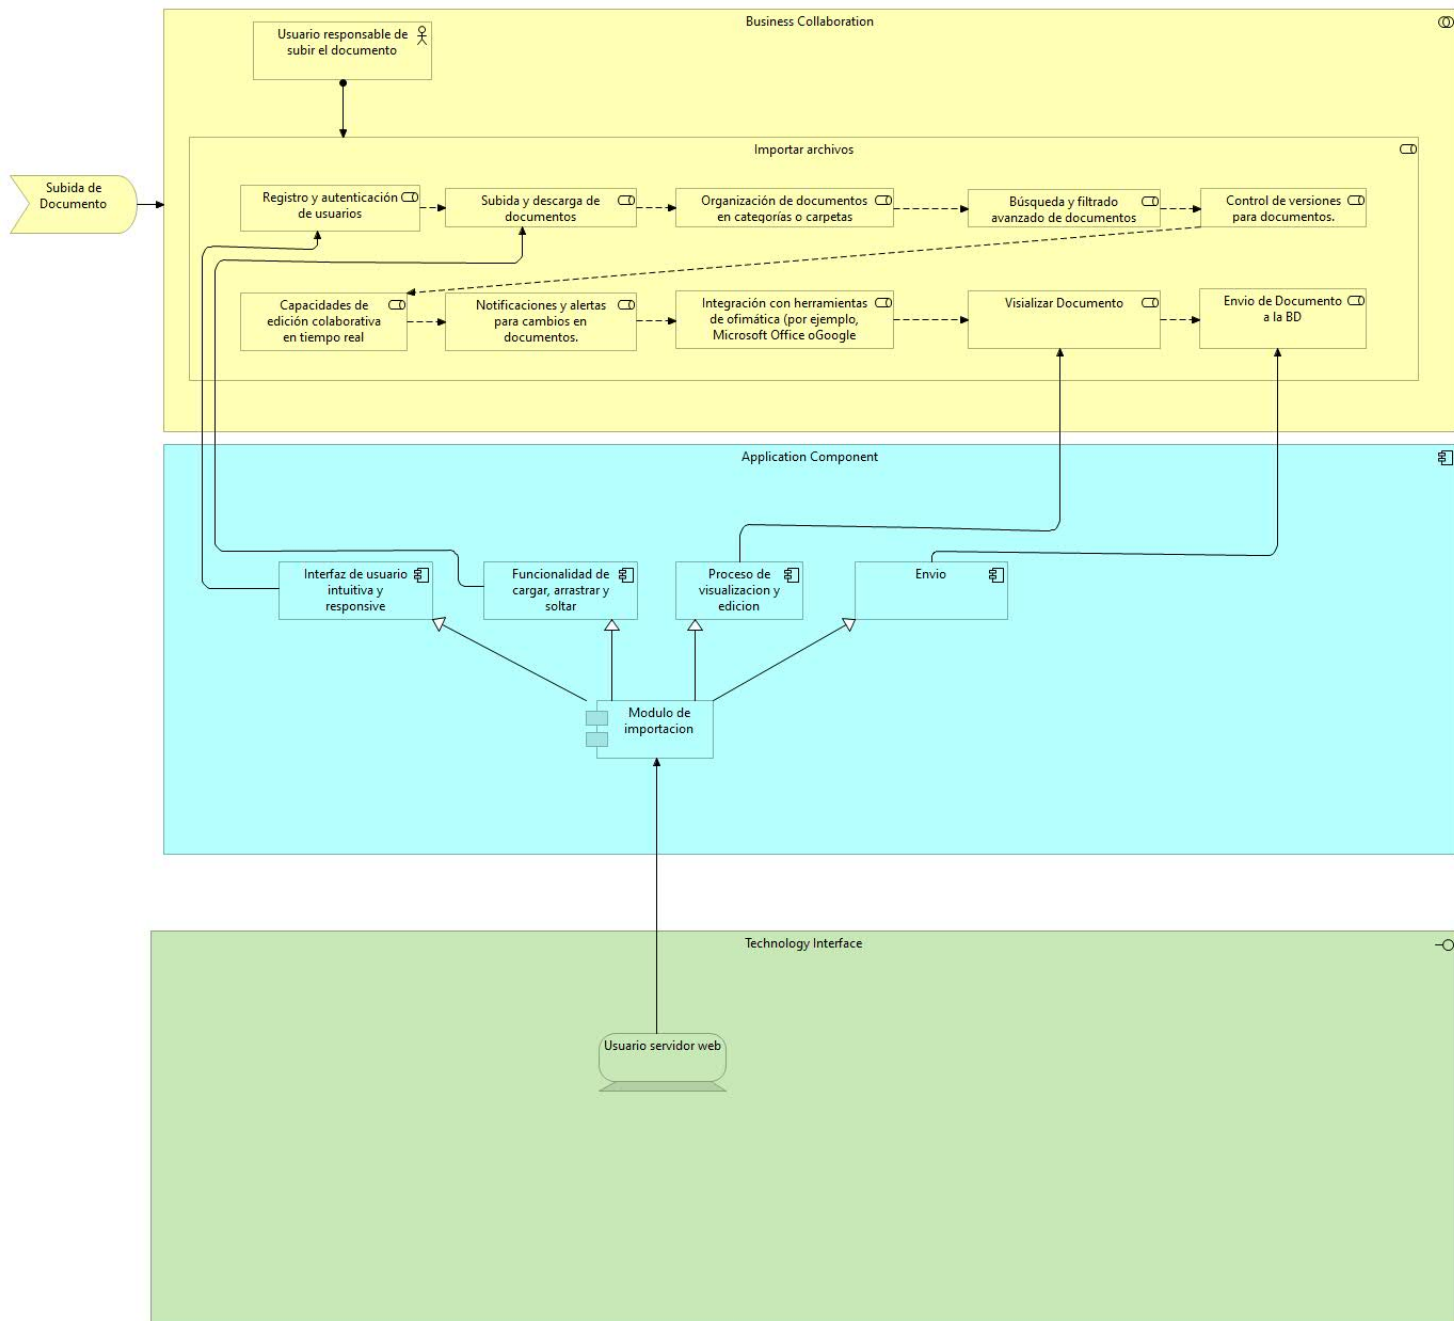 Business Collaboration
Usuario responsable de
subir el documento
Importar archivos
Subida de
Documento
Registro y autenticación
de usuarios
Subida y descarga de
documentos
Organización de documentos
en categorías o carpetas
Búsqueda y filtrado
avanzado de documentos
Control de versiones
para documentos.
Capacidades de
edición colaborativa
en tiempo real
Notificaciones y alertas
para cambios en
documentos.
Integración con herramientas
de ofimática (por ejemplo,
Microsoft Office oGoogle
Visializar Documento
Envio de Documento
a la BD
Application Component
Interfaz de usuario
intuitiva y
responsive
Funcionalidad de
cargar, arrastrar y
soltar
Proceso de
visualizacion y
edicion
Envio
Modulo de
importacion
Technology Interface
Usuario servidor web